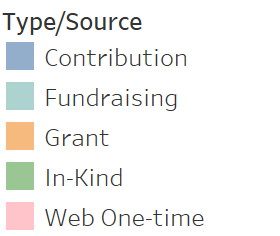 Type/Source
Contribution
Fundraising
Grant
In-Kind
Web One-time